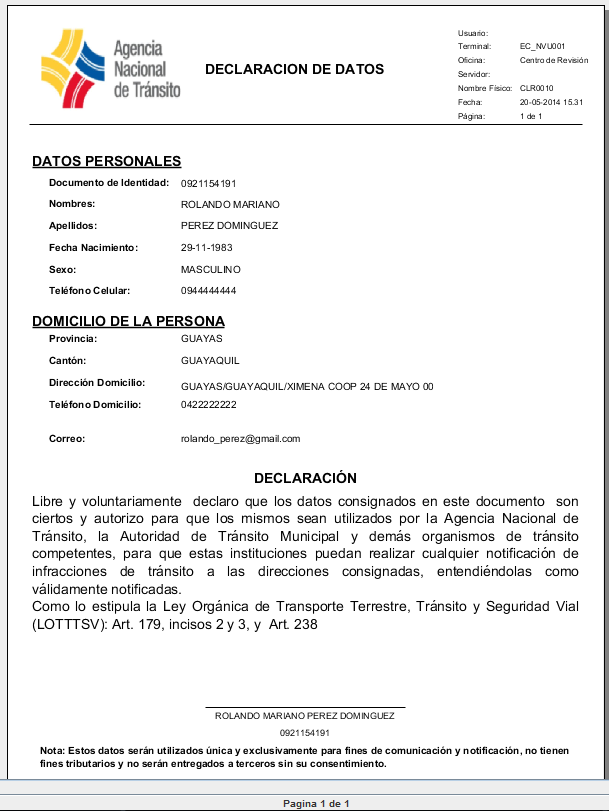 Agencia
Nacional
de Tránsito
DECLARACION DE DATOS
Usuario:
Terminal: EC_NVU001
Oficina: Centro de Revisión
Servidor:
Nombre Físico: CLR0010
Fecha: 20-05-2014 15.31
Página: 1 de 1
DATOS PERSONALES
Documento de Identidad: 0921154191
Nombres: ROLANDO MARIANO
Apellidos: PEREZ DOMINGUEZ
Fecha Nacimiento: 29-11-1983
Sexo: MASCULINO
Teléfono Celular: 0944444444
DOMICILIO DE LA PERSONA
Provincia: GUAYAS
Cantón: GUAYAQUIL
Dirección Domicilio: GUAYAS/GUAYAQUIL/XIMENA COOP 24 DE MAYO 00
Teléfono Domicilio: 0422222222
Correo: rolando_perez@gmail.com
DECLARACIÓN
Libre y voluntariamente declaro que los datos consignados en este documento son
ciertos y autorizo para que los mismos sean utilizados por la Agencia Nacional de
Tránsito, la Autoridad de Tránsito Municipal y demás organismos de tránsito
competentes, para que estas instituciones puedan realizar cualquier notificación de
infracciones de tránsito a las direcciones consignadas, entendiéndolas como
válidamente notificadas.
Como lo estipula la Ley Orgánica de Transporte Terrestre, Tránsito y Seguridad Vial
(LOTTTSV): Art. 179, incisos 2 y 3, y Art. 238
ROLANDO MARIANO PEREZ DOMINGUEZ
0921154191
Nota: Estos datos serán utilizados única y exclusivamente para fines de comunicación y notificación, no tienen
fines tributarios y no serán entregados a terceros sin su consentimiento.
Pagina 1 de 1